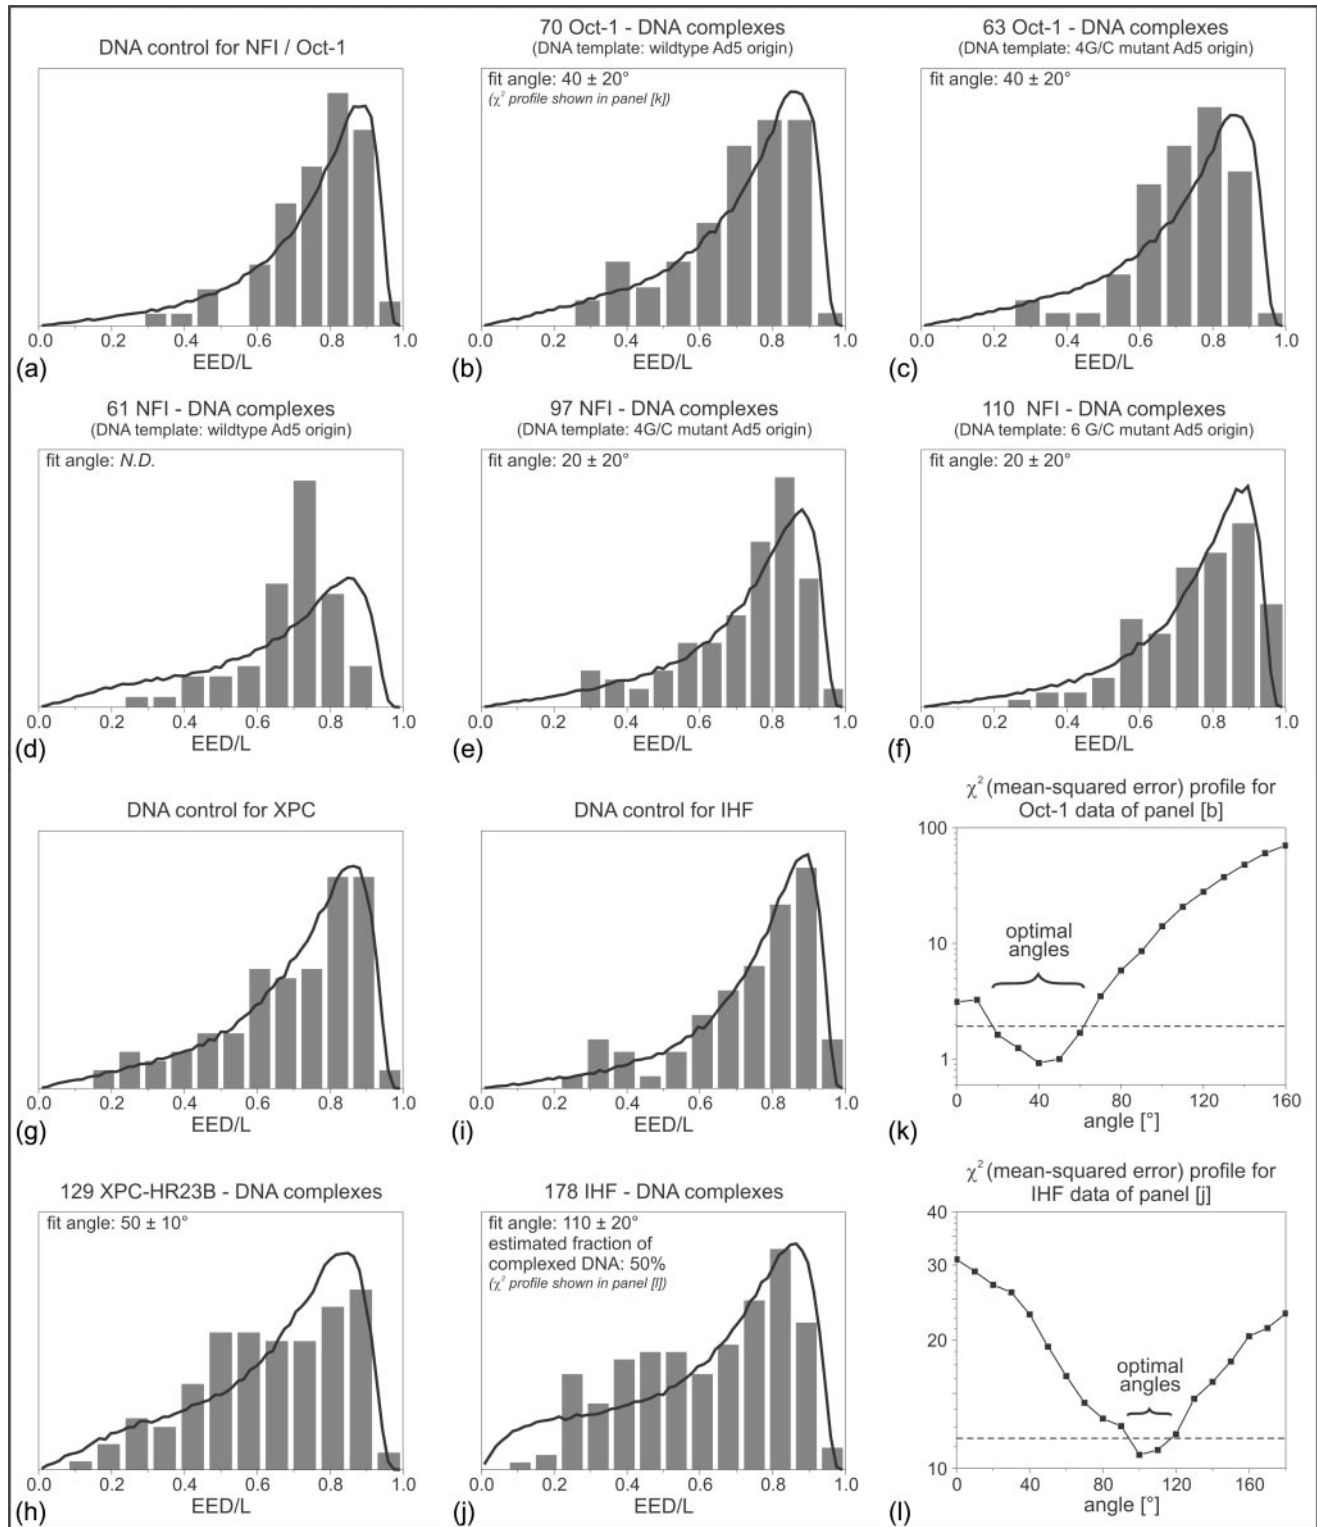 DNA control for NFI / Oct-1
0.0 0.2 0.4 0.6 0.8 1.0
EED/L
(a)
70 Oct-1 - DNA complexes
(DNA template: wildtype Ad5 origin)
fit angle: 40 ± 20°
(χ² profile shown in panel [k])
0.0 0.2 0.4 0.6 0.8 1.0
EED/L
(b)
63 Oct-1 - DNA complexes
(DNA template: 4G/C mutant Ad5 origin)
fit angle: 40 ± 20°
0.0 0.2 0.4 0.6 0.8 1.0
EED/L
(c)
61 NFI - DNA complexes
(DNA template: wildtype Ad5 origin)
fit angle: N.D.
0.0 0.2 0.4 0.6 0.8 1.0
EED/L
(d)
97 NFI - DNA complexes
(DNA template: 4G/C mutant Ad5 origin)
fit angle: 20 ± 20°
0.0 0.2 0.4 0.6 0.8 1.0
EED/L
(e)
110 NFI - DNA complexes
(DNA template: 6 G/C mutant Ad5 origin)
fit angle: 20 ± 20°
0.0 0.2 0.4 0.6 0.8 1.0
EED/L
(f)
DNA control for XPC
0.0 0.2 0.4 0.6 0.8 1.0
EED/L
(g)
DNA control for IHF
0.0 0.2 0.4 0.6 0.8 1.0
EED/L
(i)
χ² (mean-squared error) profile for
Oct-1 data of panel [b]
100
10
1
optimal
angles
0 40 80 120 160
angle [°]
(k)
129 XPC-HR23B - DNA complexes
fit angle: 50 ± 10°
0.0 0.2 0.4 0.6 0.8 1.0
EED/L
(h)
178 IHF - DNA complexes
fit angle: 110 ± 20°
estimated fraction of
complexed DNA: 50%
(χ² profile shown in panel [l])
0.0 0.2 0.4 0.6 0.8 1.0
EED/L
(j)
χ² (mean-squared error) profile for
IHF data of panel [j]
40
30
20
10
optimal
angles
0 40 80 120 160
angle [°]
(l)